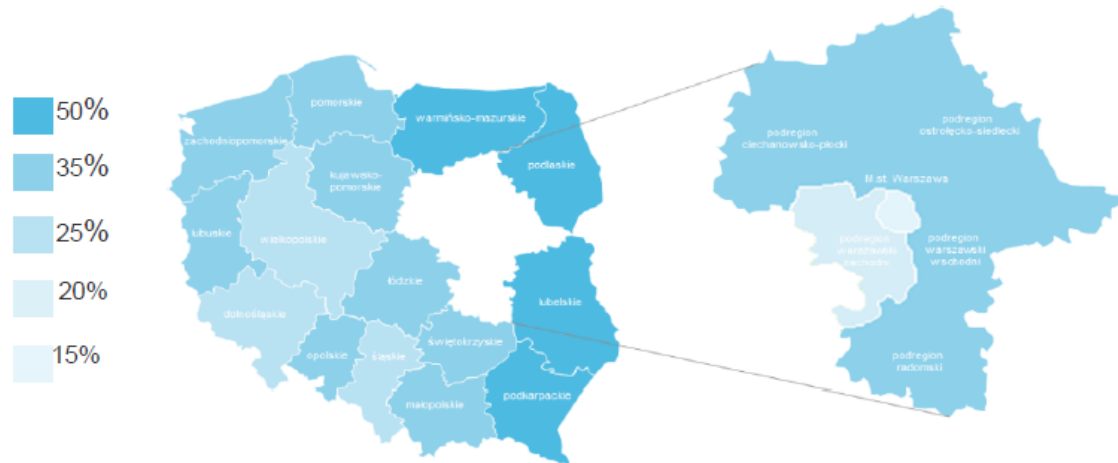 50%
35%
25%
20%
15%
pomorskie
warmińsko-mazurskie
zachodniopomorskie
podlaskie
kujawsko-
pomorskie
lubuskie
wielkopolskie
łódzkie
lubelskie
dolnośląskie
opolskie
śląskie
świętokrzyskie
małopolskie
podkarpackie
podregion
ciechanowsko-płocki
podregion
ostrołęcko-siedlecki
M.st. Warszawa
podregion
warszawski
zachodni
podregion
warszawski
wschodni
podregion
radomski